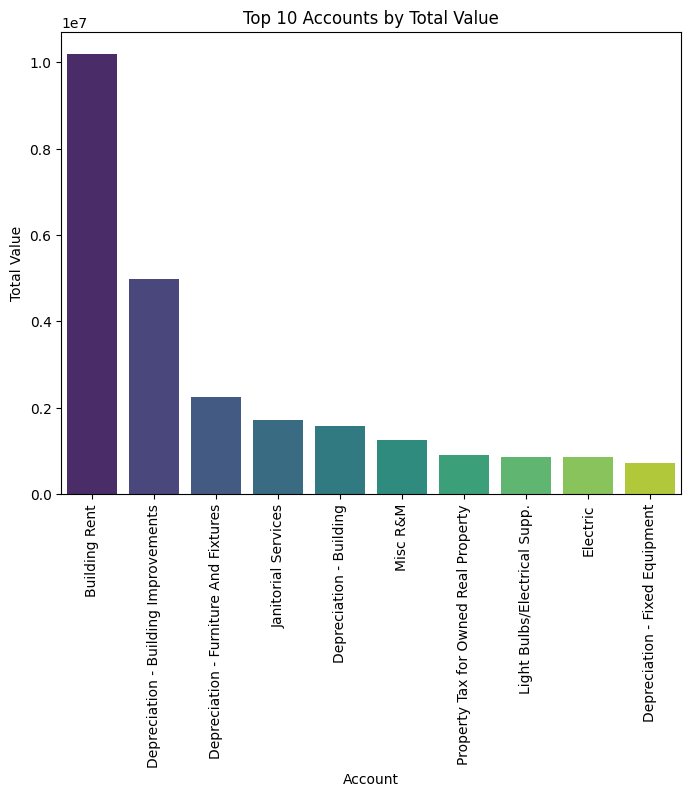 Top 10 Accounts by Total Value
1e7
1.0
0.8
0.6
0.4
0.2
0.0
Total Value
Building Rent
Depreciation - Building Improvements
Depreciation - Furniture And Fixtures
Janitorial Services
Depreciation - Building
Misc R&M
Property Tax for Owned Real Property
Light Bulbs/Electrical Supp.
Electric
Depreciation - Fixed Equipment
Account